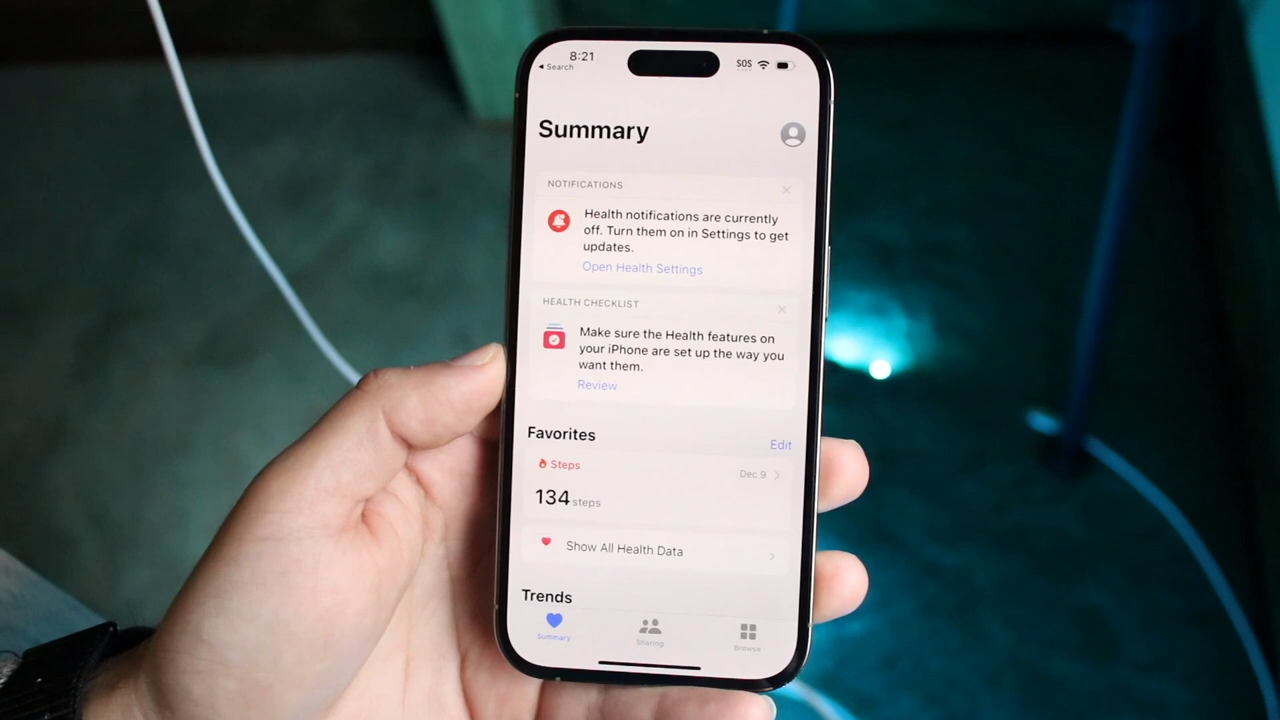 8:21
Search
SOS
Summary
NOTIFICATIONS
Health notifications are currently
off. Turn them on in Settings to get
updates.
Open Health Settings
HEALTH CHECKLIST
Make sure the Health features on
your iPhone are set up the way you
want them.
Review
Favorites
Edit
Steps
Dec 9
134 steps
Show All Health Data
Trends
Summary
Sharing
Browse